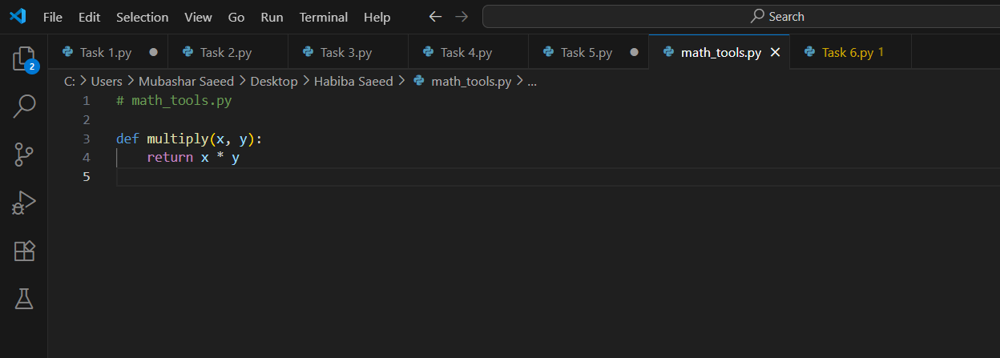 File Edit Selection View Go Run Terminal Help Search
Task 1.py Task 2.py Task 3.py Task 4.py Task 5.py math_tools.py Task 6.py 1
2
C: > Users > Mubashar Saeed > Desktop > Habiba Saeed > math_tools.py > ...
1 # math_tools.py
2
3 def multiply(x, y):
4     return x * y
5